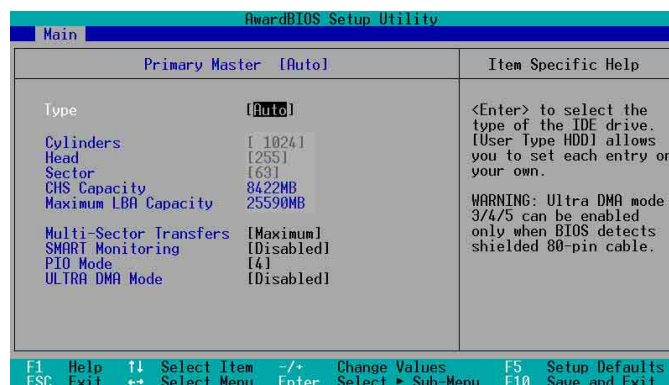 AwardBIOS Setup Utility
Main
Primary Master [Auto]
Item Specific Help
Type [Auto]
Cylinders [ 1024]
Head [255]
Sector [63]
CHS Capacity 8422MB
Maximum LBA Capacity 25590MB
Multi-Sector Transfers [Maximum]
SMART Monitoring [Disabled]
PIO Mode [4]
ULTRA DMA Mode [Disabled]
<Enter> to select the
type of the IDE drive.
[User Type HDD] allows
you to set each entry on
your own.
WARNING: Ultra DMA mode
3/4/5 can be enabled
only when BIOS detects
shielded 80-pin cable.
F1 Help ↑↓ Select Item -/+ Change Values F5 Setup Defaults
ESC Exit ←→ Select Menu Enter Select ► Sub-Menu F10 Save and Exit